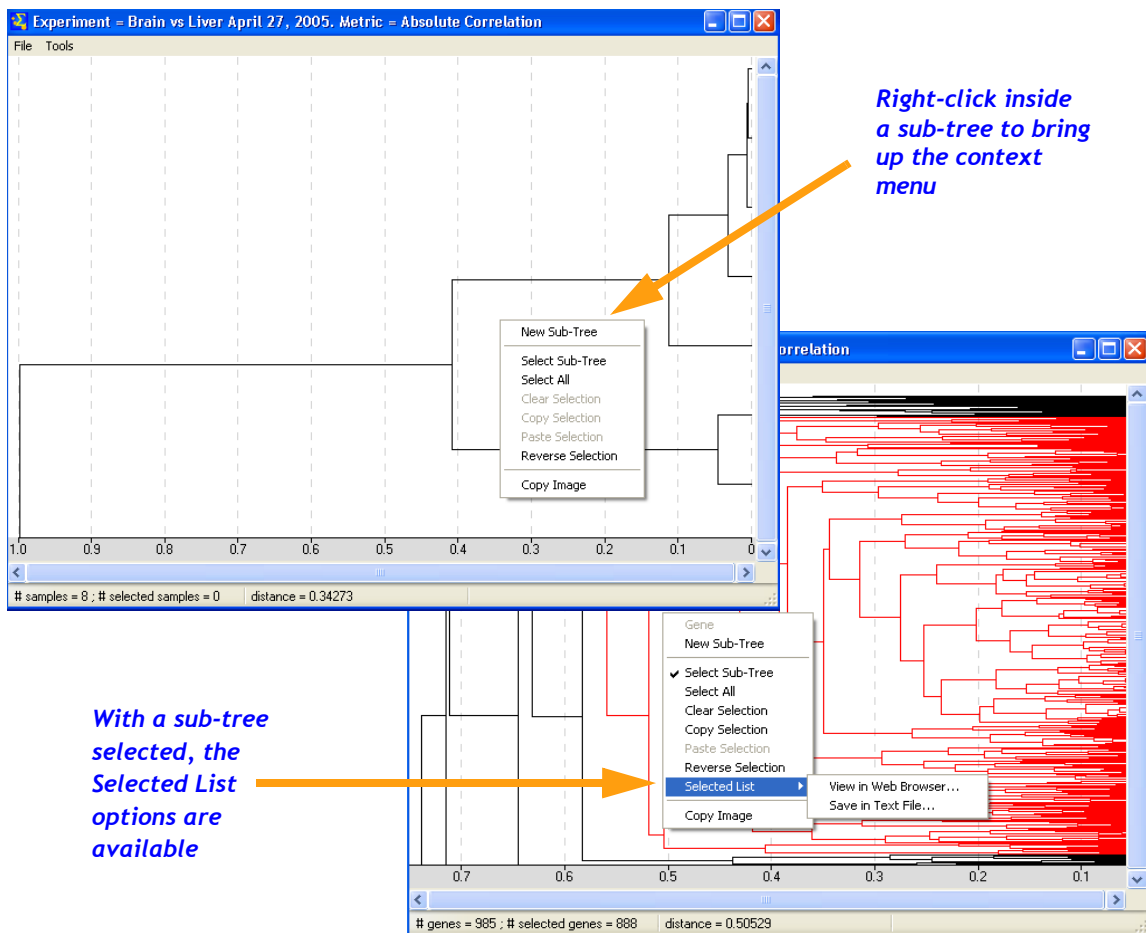 Experiment = Brain vs Liver April 27, 2005. Metric = Absolute Correlation
File Tools
Right-click inside
a sub-tree to bring
up the context
menu
New Sub-Tree
Select Sub-Tree
Select All
Clear Selection
Copy Selection
Paste Selection
Reverse Selection
Copy Image
1.0 0.9 0.8 0.7 0.6 0.5 0.4 0.3 0.2 0.1 0
# samples = 8 ; # selected samples = 0 distance = 0.34273
orrelation
Gene
New Sub-Tree
Select Sub-Tree
Select All
Clear Selection
Copy Selection
Paste Selection
Reverse Selection
Selected List
Copy Image
View in Web Browser...
Save in Text File...
With a sub-tree
selected, the
Selected List
options are
available
0.7 0.6 0.5 0.4 0.3 0.2 0.1
# genes = 985 ; # selected genes = 888 distance = 0.50529